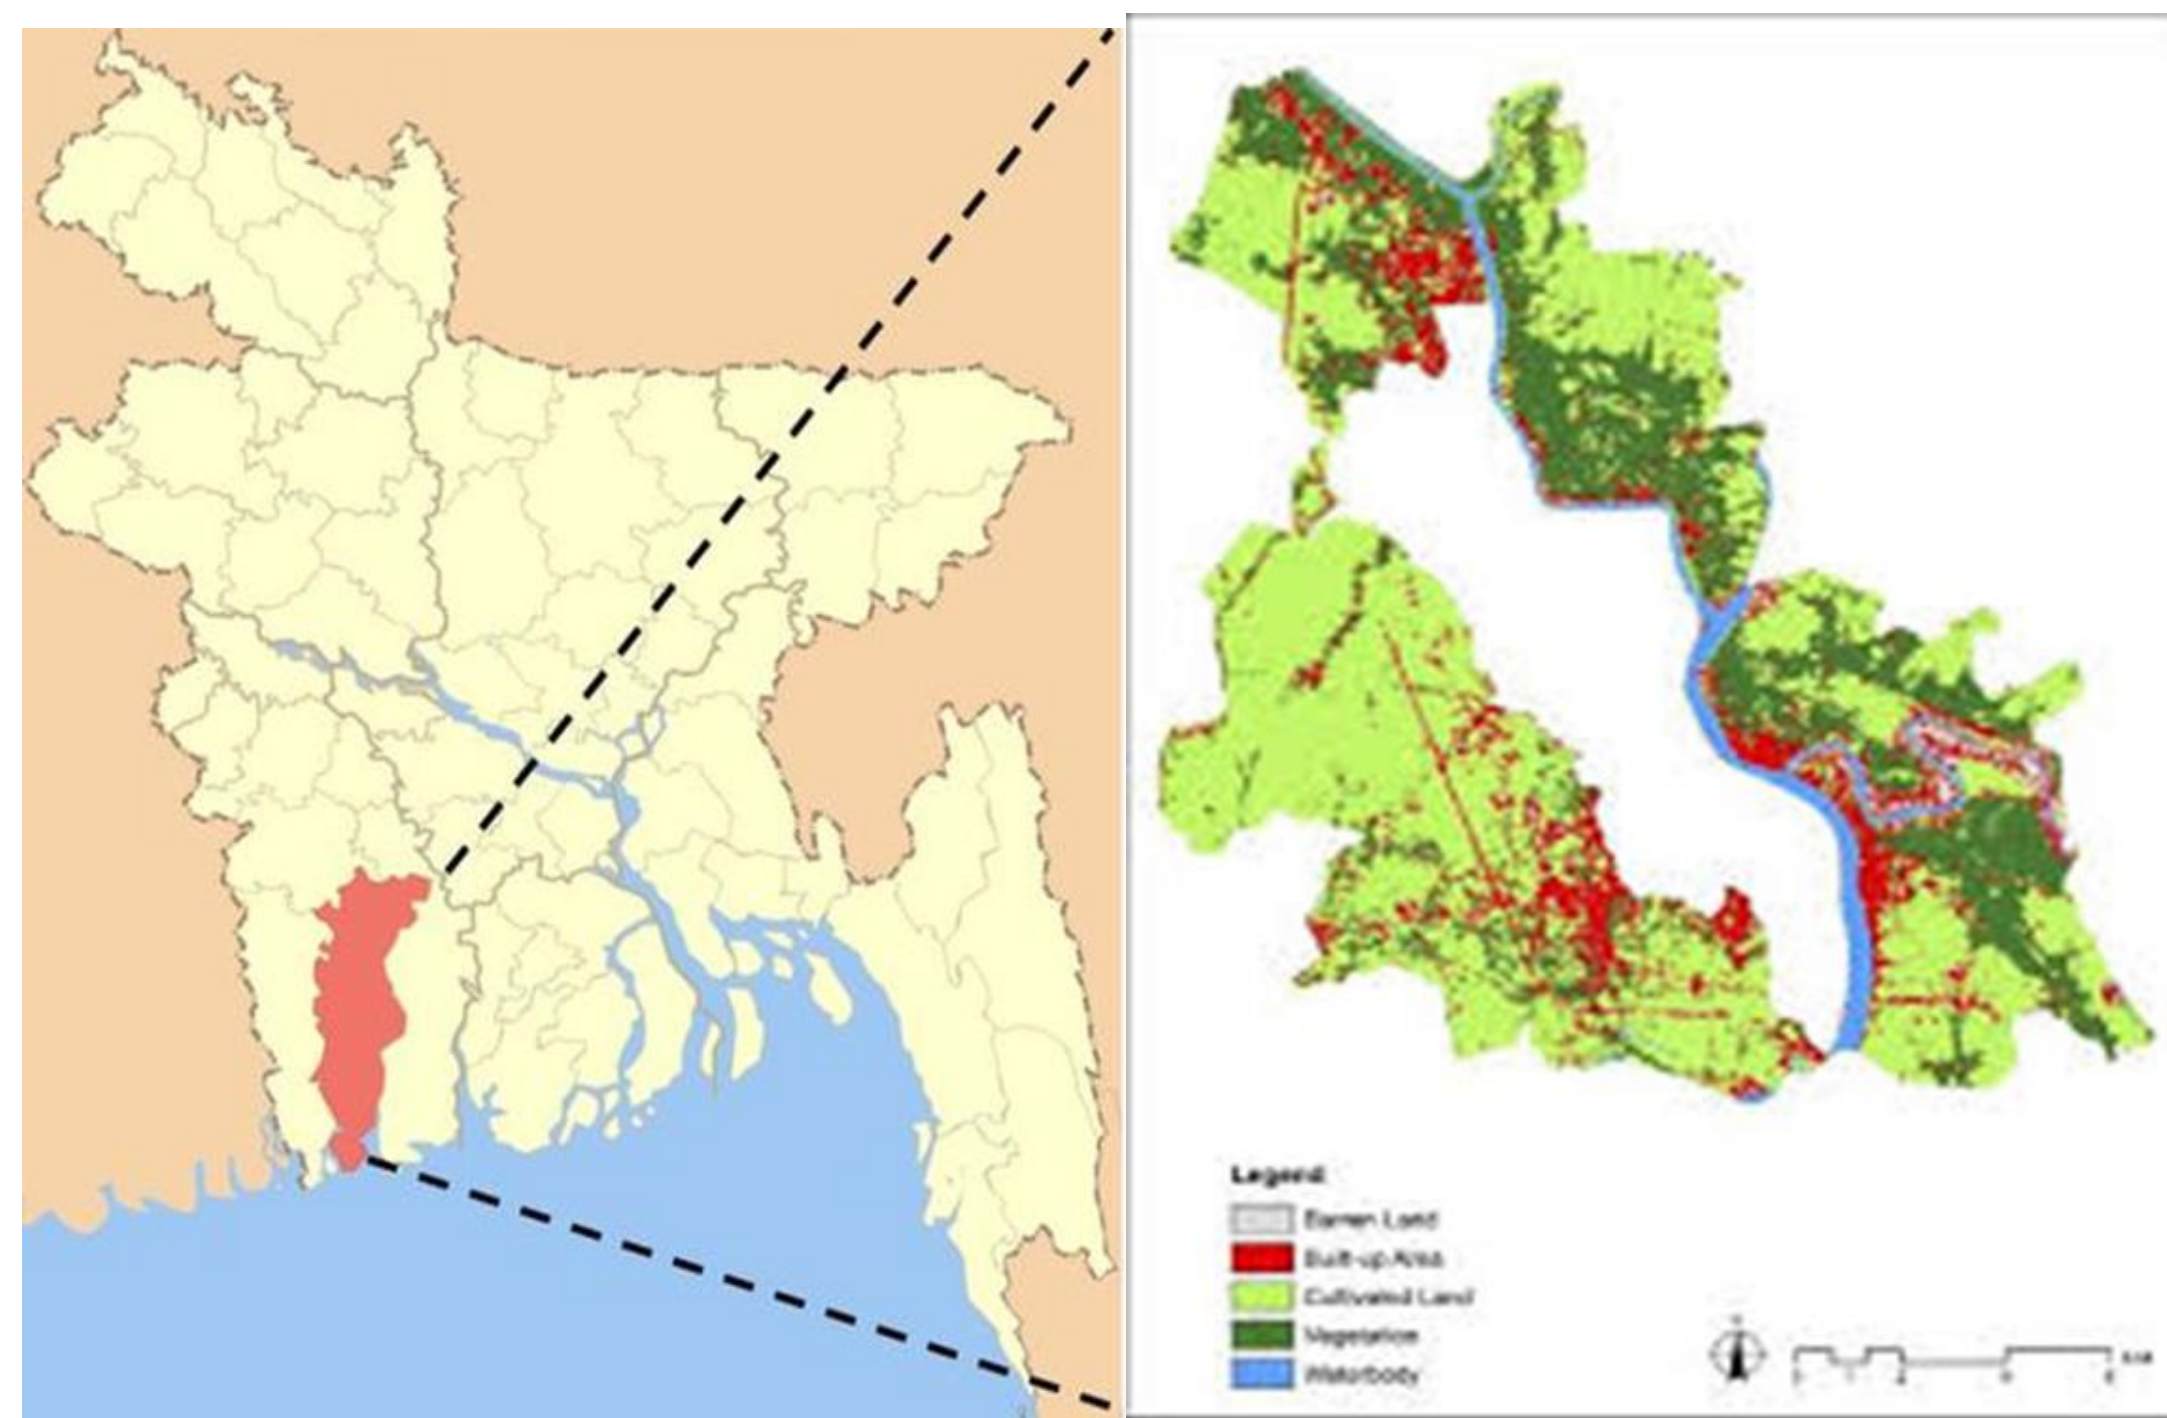 Legend
Barren Land
Built-up Area
Cultivated Land
Vegetation
Waterbody